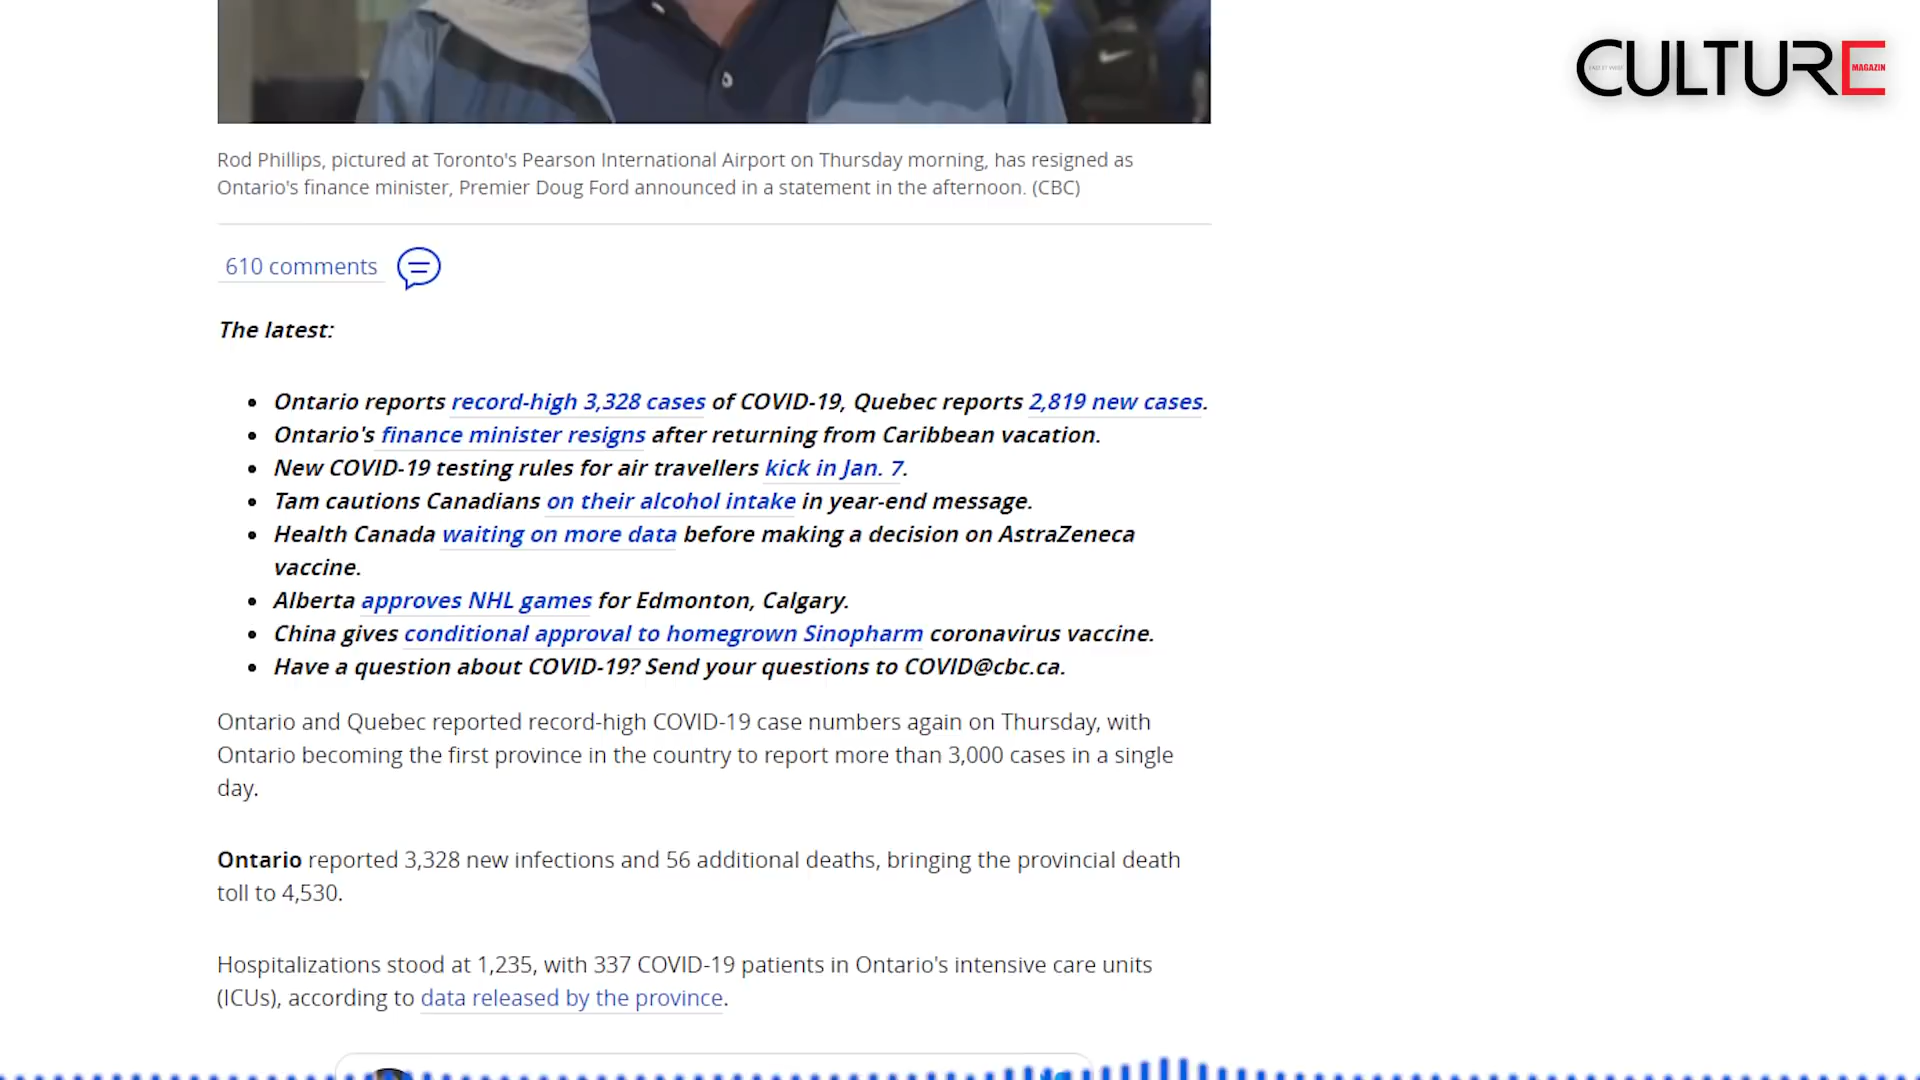 CULTURE
MAGAZIN
Rod Phillips, pictured at Toronto's Pearson International Airport on Thursday morning, has resigned as
Ontario's finance minister, Premier Doug Ford announced in a statement in the afternoon. (CBC)
610 comments
The latest:
• Ontario reports record-high 3,328 cases of COVID-19, Quebec reports 2,819 new cases.
• Ontario's finance minister resigns after returning from Caribbean vacation.
• New COVID-19 testing rules for air travellers kick in Jan. 7.
• Tam cautions Canadians on their alcohol intake in year-end message.
• Health Canada waiting on more data before making a decision on AstraZeneca
vaccine.
• Alberta approves NHL games for Edmonton, Calgary.
• China gives conditional approval to homegrown Sinopharm coronavirus vaccine.
• Have a question about COVID-19? Send your questions to COVID@cbc.ca.
Ontario and Quebec reported record-high COVID-19 case numbers again on Thursday, with
Ontario becoming the first province in the country to report more than 3,000 cases in a single
day.
Ontario reported 3,328 new infections and 56 additional deaths, bringing the provincial death
toll to 4,530.
Hospitalizations stood at 1,235, with 337 COVID-19 patients in Ontario's intensive care units
(ICUs), according to data released by the province.